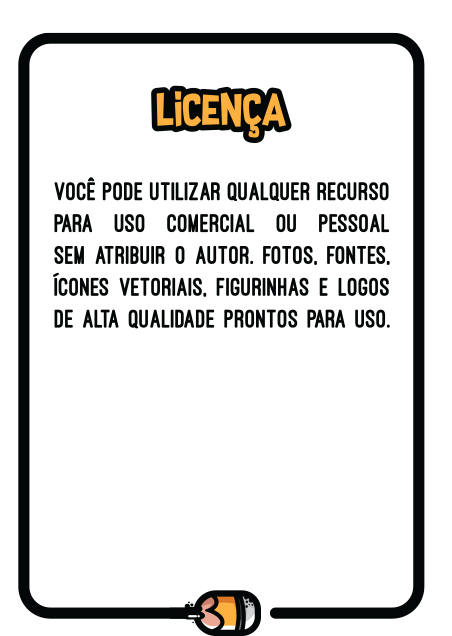 LiCENÇA
VOCÊ PODE UTILIZAR QUALQUER RECURSO
PARA USO COMERCIAL OU PESSOAL
SEM ATRIBUIR O AUTOR. FOTOS, FONTES,
ÍCONES VETORIAIS, FIGURINHAS E LOGOS
DE ALTA QUALIDADE PRONTOS PARA USO.